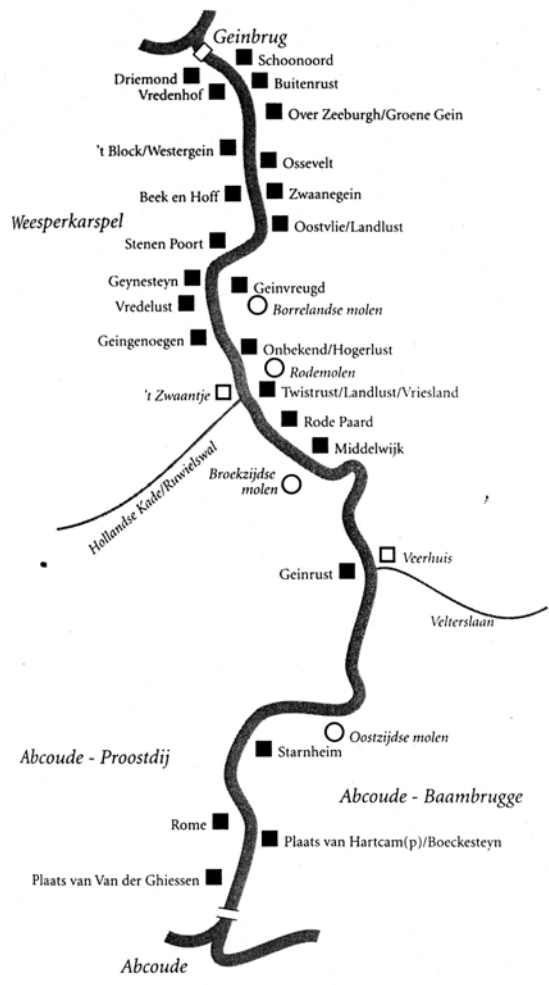 Geinbrug
Schoonoord
Driemond
Buitenrust
Vredenhof
Over Zeeburgh/Groene Gein
't Block/Westergein
Ossevelt
Beek en Hoff
Zwaanegein
Weesperkarspel
Oostvlie/Landlust
Stenen Poort
Geynesteyn
Geinvreugd
Vredelust
Borrelandse molen
Geingenoegen
Onbekend/Hogerlust
Rodemolen
't Zwaantje
Twistrust/Landlust/Vriesland
Rode Paard
Middelwijk
Hollandse Kade/Ruwielswal
Broekzijdse
molen
Veerhuis
Geinrust
Velterslaan
Oostzijdse molen
Starnheim
Abcoude - Proostdij
Abcoude - Baambrugge
Rome
Plaats van Hartcam(p)/Boeckesteyn
Plaats van Van der Ghiessen
Abcoude